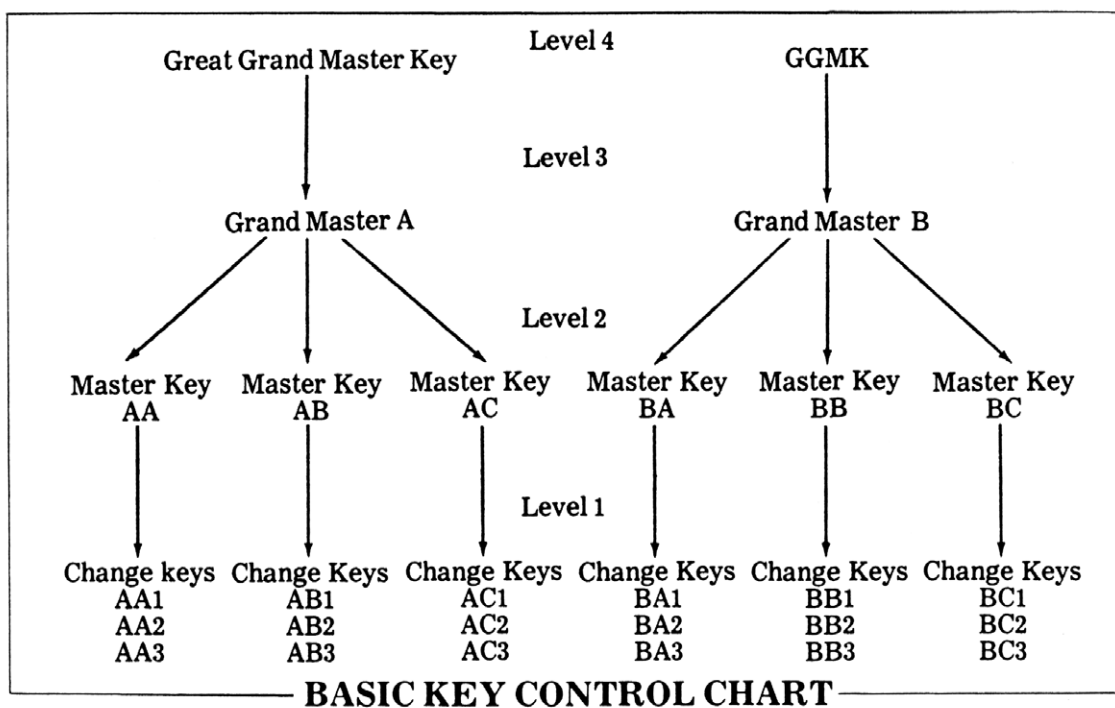 Level 4
Great Grand Master Key GGMK
Level 3
Grand Master A Grand Master B
Level 2
Master Key Master Key Master Key Master Key Master Key Master Key
AA AB AC BA BB BC
Level 1
Change keys Change Keys Change Keys Change Keys Change Keys Change Keys
AA1 AB1 AC1 BA1 BB1 BC1
AA2 AB2 AC2 BA2 BB2 BC2
AA3 AB3 AC3 BA3 BB3 BC3
BASIC KEY CONTROL CHART